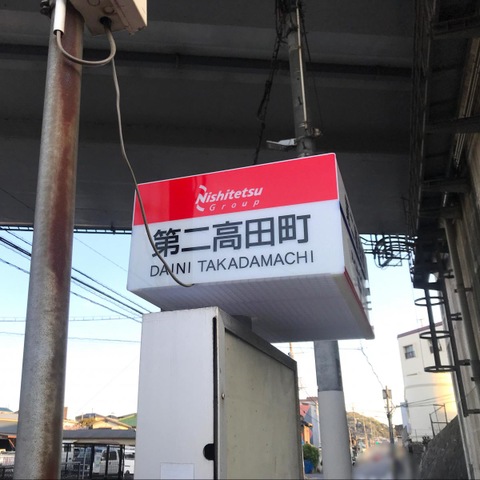 Nishitetsu
Group
第二高田町
DAINI TAKADAMACHI